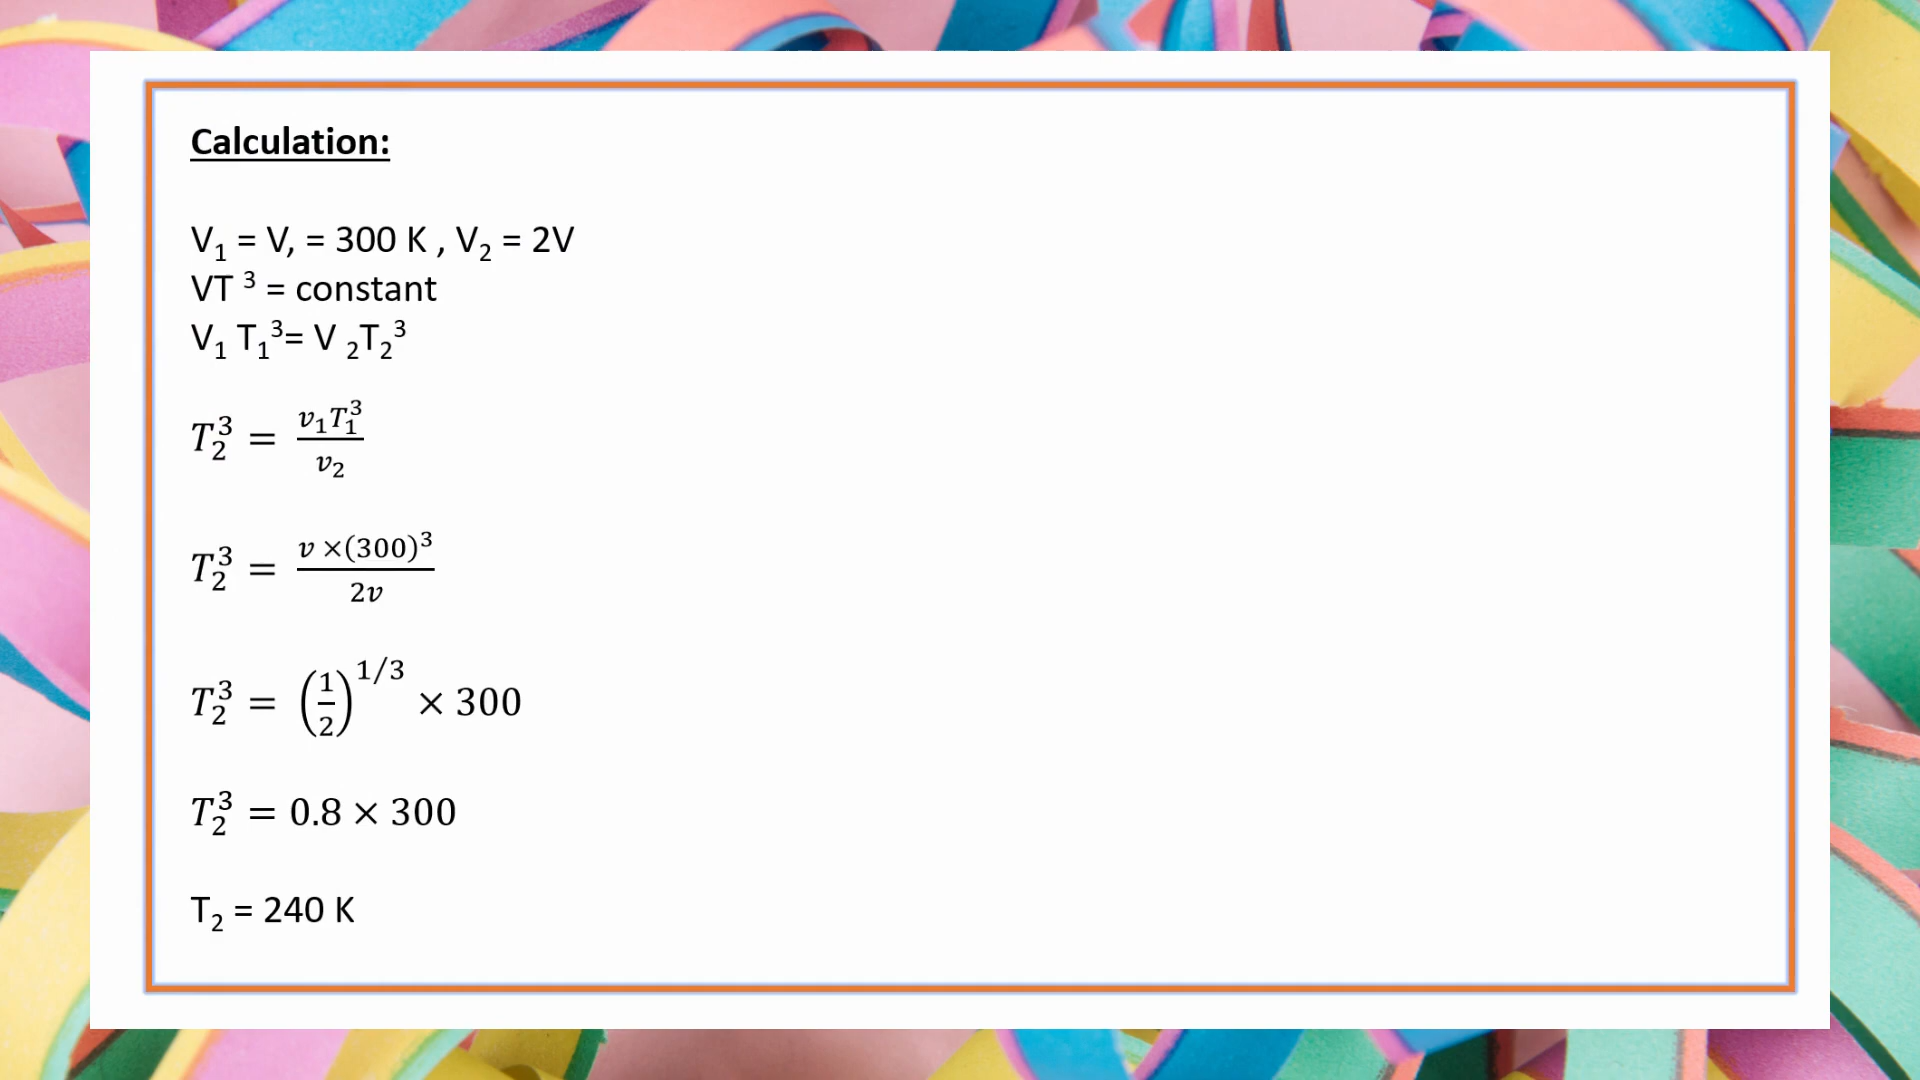 Calculation:
V₁ = V, = 300 K , V₂ = 2V
VT ³ = constant
V₁ T₁³= V ₂T₂³
T₂³ = v₁T₁³/v₂
T₂³ = v ×(300)³/2v
T₂³ = (1/2)^1/3 × 300
T₂³ = 0.8 × 300
T₂ = 240 K